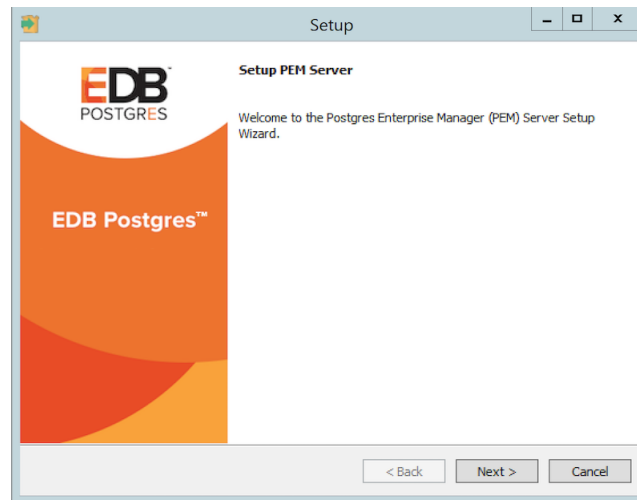 Setup
EDB
POSTGRES
EDB Postgres™
Setup PEM Server
Welcome to the Postgres Enterprise Manager (PEM) Server Setup
Wizard.
< Back
Next >
Cancel